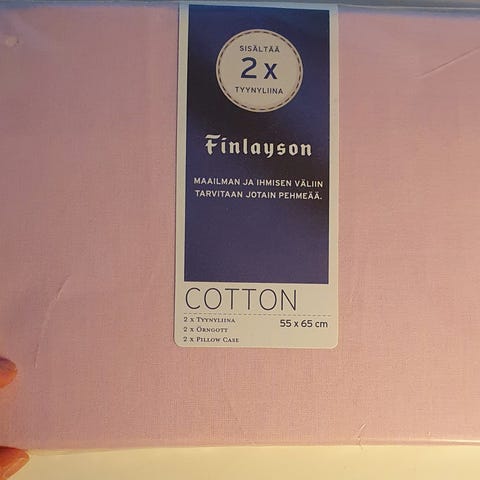 SISÄLTÄÄ
2 x
TYYNYLIINA
Finlayson
MAAILMAN JA IHMISEN VÄLIIN
TARVITAAN JOTAIN PEHMEÄÄ.
COTTON
2 x Tyynyliina
55 x 65 cm
2 x Örngott
2 x Pillow Case